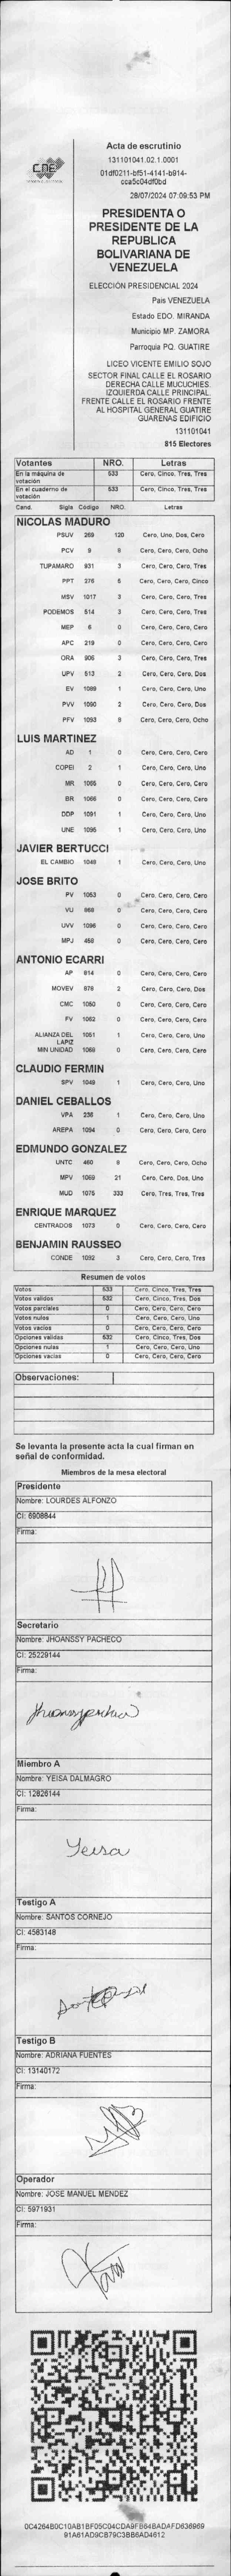 CNE
Acta de escrutinio
131101041.02.1.0001
01df0211-bf51-4141-b914-
cca5c04df0bd
28/07/2024 07:09:53 PM
PRESIDENTA O
PRESIDENTE DE LA
REPUBLICA
BOLIVARIANA DE
VENEZUELA
ELECCIÓN PRESIDENCIAL 2024
País VENEZUELA
Estado EDO. MIRANDA
Municipio MP. ZAMORA
Parroquia PQ. GUATIRE
LICEO VICENTE EMILIO SOJO
SECTOR FINAL CALLE EL ROSARIO
DERECHA CALLE MUCUCHIES.
IZQUIERDA CALLE PRINCIPAL.
FRENTE CALLE EL ROSARIO FRENTE
AL HOSPITAL GENERAL GUATIRE
GUARENAS EDIFICIO
131101041
815 Electores
Votantes NRO. Letras
En la máquina de votación 533 Cero, Cinco, Tres, Tres
En el cuaderno de votación 533 Cero, Cinco, Tres, Tres
Cand. Sigla Código NRO. Letras
NICOLAS MADURO
PSUV 269 120 Cero, Uno, Dos, Cero
PCV 9 8 Cero, Cero, Cero, Ocho
TUPAMARO 931 3 Cero, Cero, Cero, Tres
PPT 276 5 Cero, Cero, Cero, Cinco
MSV 1017 3 Cero, Cero, Cero, Tres
PODEMOS 514 3 Cero, Cero, Cero, Tres
MEP 6 0 Cero, Cero, Cero, Cero
APC 219 0 Cero, Cero, Cero, Cero
ORA 906 3 Cero, Cero, Cero, Tres
UPV 513 2 Cero, Cero, Cero, Dos
EV 1089 1 Cero, Cero, Cero, Uno
PVV 1090 2 Cero, Cero, Cero, Dos
PFV 1093 8 Cero, Cero, Cero, Ocho
LUIS MARTINEZ
AD 1 0 Cero, Cero, Cero, Cero
COPEI 2 1 Cero, Cero, Cero, Uno
MR 1065 0 Cero, Cero, Cero, Cero
BR 1066 0 Cero, Cero, Cero, Cero
DDP 1091 1 Cero, Cero, Cero, Uno
UNE 1095 1 Cero, Cero, Cero, Uno
JAVIER BERTUCCI
EL CAMBIO 1048 1 Cero, Cero, Cero, Uno
JOSE BRITO
PV 1053 0 Cero, Cero, Cero, Cero
VU 868 0 Cero, Cero, Cero, Cero
UVV 1096 0 Cero, Cero, Cero, Cero
MPJ 458 0 Cero, Cero, Cero, Cero
ANTONIO ECARRI
AP 914 0 Cero, Cero, Cero, Cero
MOVEV 878 2 Cero, Cero, Cero, Dos
CMC 1050 0 Cero, Cero, Cero, Cero
FV 1062 0 Cero, Cero, Cero, Cero
ALIANZA DEL LAPIZ 1051 1 Cero, Cero, Cero, Uno
MIN UNIDAD 1068 0 Cero, Cero, Cero, Cero
CLAUDIO FERMIN
SPV 1049 1 Cero, Cero, Cero, Uno
DANIEL CEBALLOS
VPA 236 1 Cero, Cero, Cero, Uno
AREPA 1094 0 Cero, Cero, Cero, Cero
EDMUNDO GONZALEZ
UNTC 460 8 Cero, Cero, Cero, Ocho
MPV 1069 21 Cero, Cero, Dos, Uno
MUD 1075 333 Cero, Tres, Tres, Tres
ENRIQUE MARQUEZ
CENTRADOS 1073 0 Cero, Cero, Cero, Cero
BENJAMIN RAUSSEO
CONDE 1092 3 Cero, Cero, Cero, Tres
Resumen de votos
Votos 533 Cero, Cinco, Tres, Tres
Votos validos 532 Cero, Cinco, Tres, Dos
Votos parciales 0 Cero, Cero, Cero, Cero
Votos nulos 1 Cero, Cero, Cero, Uno
Votos vacios 0 Cero, Cero, Cero, Cero
Opciones validas 532 Cero, Cinco, Tres, Dos
Opciones nulas 1 Cero, Cero, Cero, Uno
Opciones vacias 0 Cero, Cero, Cero, Cero
Observaciones:
Se levanta la presente acta la cual firman en
señal de conformidad.
Miembros de la mesa electoral
Presidente
Nombre: LOURDES ALFONZO
CI: 6908844
Firma:
Secretario
Nombre: JHOANSSY PACHECO
CI: 25229144
Firma:
Miembro A
Nombre: YEISA DALMAGRO
CI: 12826144
Firma:
Yeisa
Testigo A
Nombre: SANTOS CORNEJO
CI: 4583148
Firma:
Testigo B
Nombre: ADRIANA FUENTES
CI: 13140172
Firma:
Operador
Nombre: JOSE MANUEL MENDEZ
CI: 5971931
Firma:
0C4264B0C10AB1BF05C04CDA9FB64BADAFD636969
91A61AD9CB79C3BB6AD4612